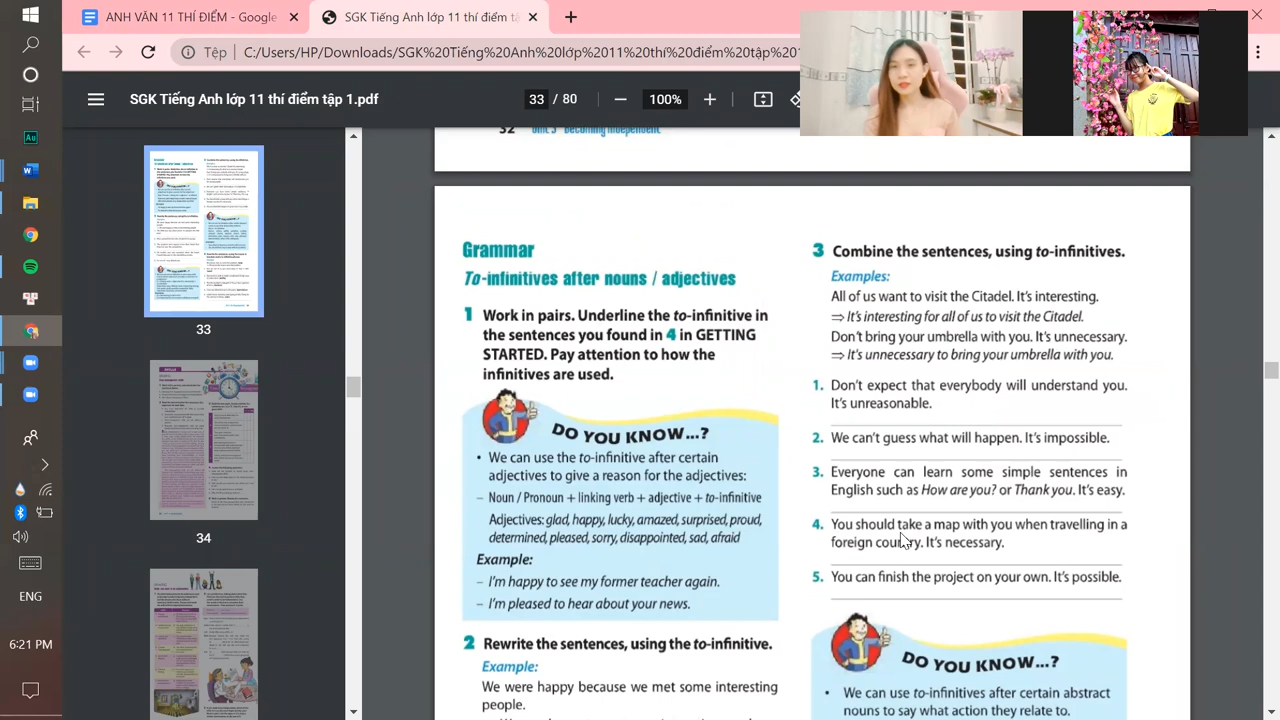 ANH VĂN 11 THÍ ĐIỂM - Google
SGK Tiếng Anh lớp 11 thí điểm tập
Tệp
C:/Users/HP/Downlo
SGK Tiếng Anh lớp 11 thí điểm tập 1.pdf
33 / 80
100%
32 Unit 3 Becoming independent
33
34
Grammar
To-infinitives after nouns / adjectives
1 Work in pairs. Underline the to-infinitive in
the sentences you found in 4 in GETTING
STARTED. Pay attention to how the
infinitives are used.
DO YOU KNOW...?
• We can use the to-infinitive after certain
adjectives to give a reason for the adjectives:
– Noun / Pronoun + linking verb + adjective + to-infinitive
Adjectives: glad, happy, lucky, amazed, surprised, proud,
determined, pleased, sorry, disappointed, sad, afraid
Example:
– I'm happy to see my former teacher again.
– I'm pleased to hear about your news.
2 Rewrite the sentences, using the to-infinitive.
Example:
We were happy because we met some interesting
people.
3 Combine the sentences, using to-infinitives.
Example:
All of us want to visit the Citadel. It's interesting.
⇒ It's interesting for all of us to visit the Citadel.
Don't bring your umbrella with you. It's unnecessary.
⇒ It's unnecessary to bring your umbrella with you.
1. Don't expect that everybody will understand you.
It's unreasonable.
2. We can't guess what will happen. It's impossible.
3. Everyone can learn some simple sentences in
English such as How are you? or Thank you. It's easy.
4. You should take a map with you when travelling in a
foreign country. It's necessary.
5. You can finish the project on your own. It's possible.
DO YOU KNOW...?
• We can use to-infinitives after certain abstract
nouns to say what action they relate to.
ENG
6:21 PM